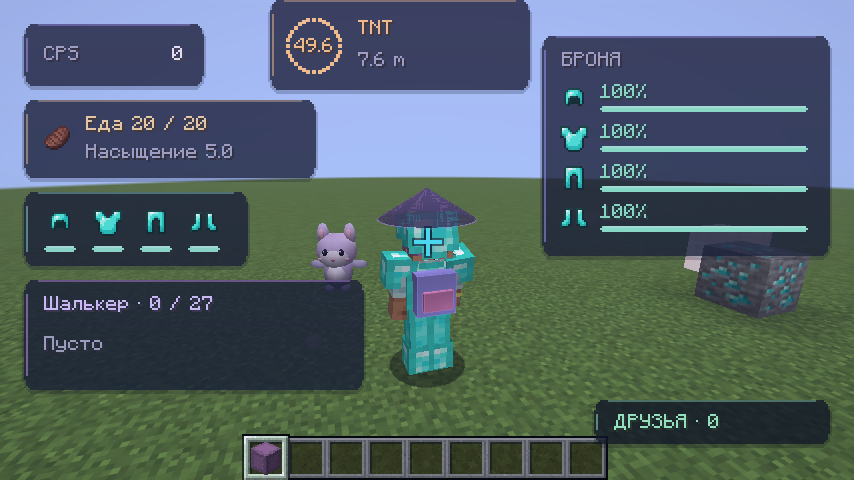 CPS 0
49.6
TNT
7.6 m
БРОНЯ
100%
100%
100%
100%
Еда 20 / 20
Насыщение 5.0
Шалькер · 0 / 27
Пусто
ДРУЗЬЯ · 0